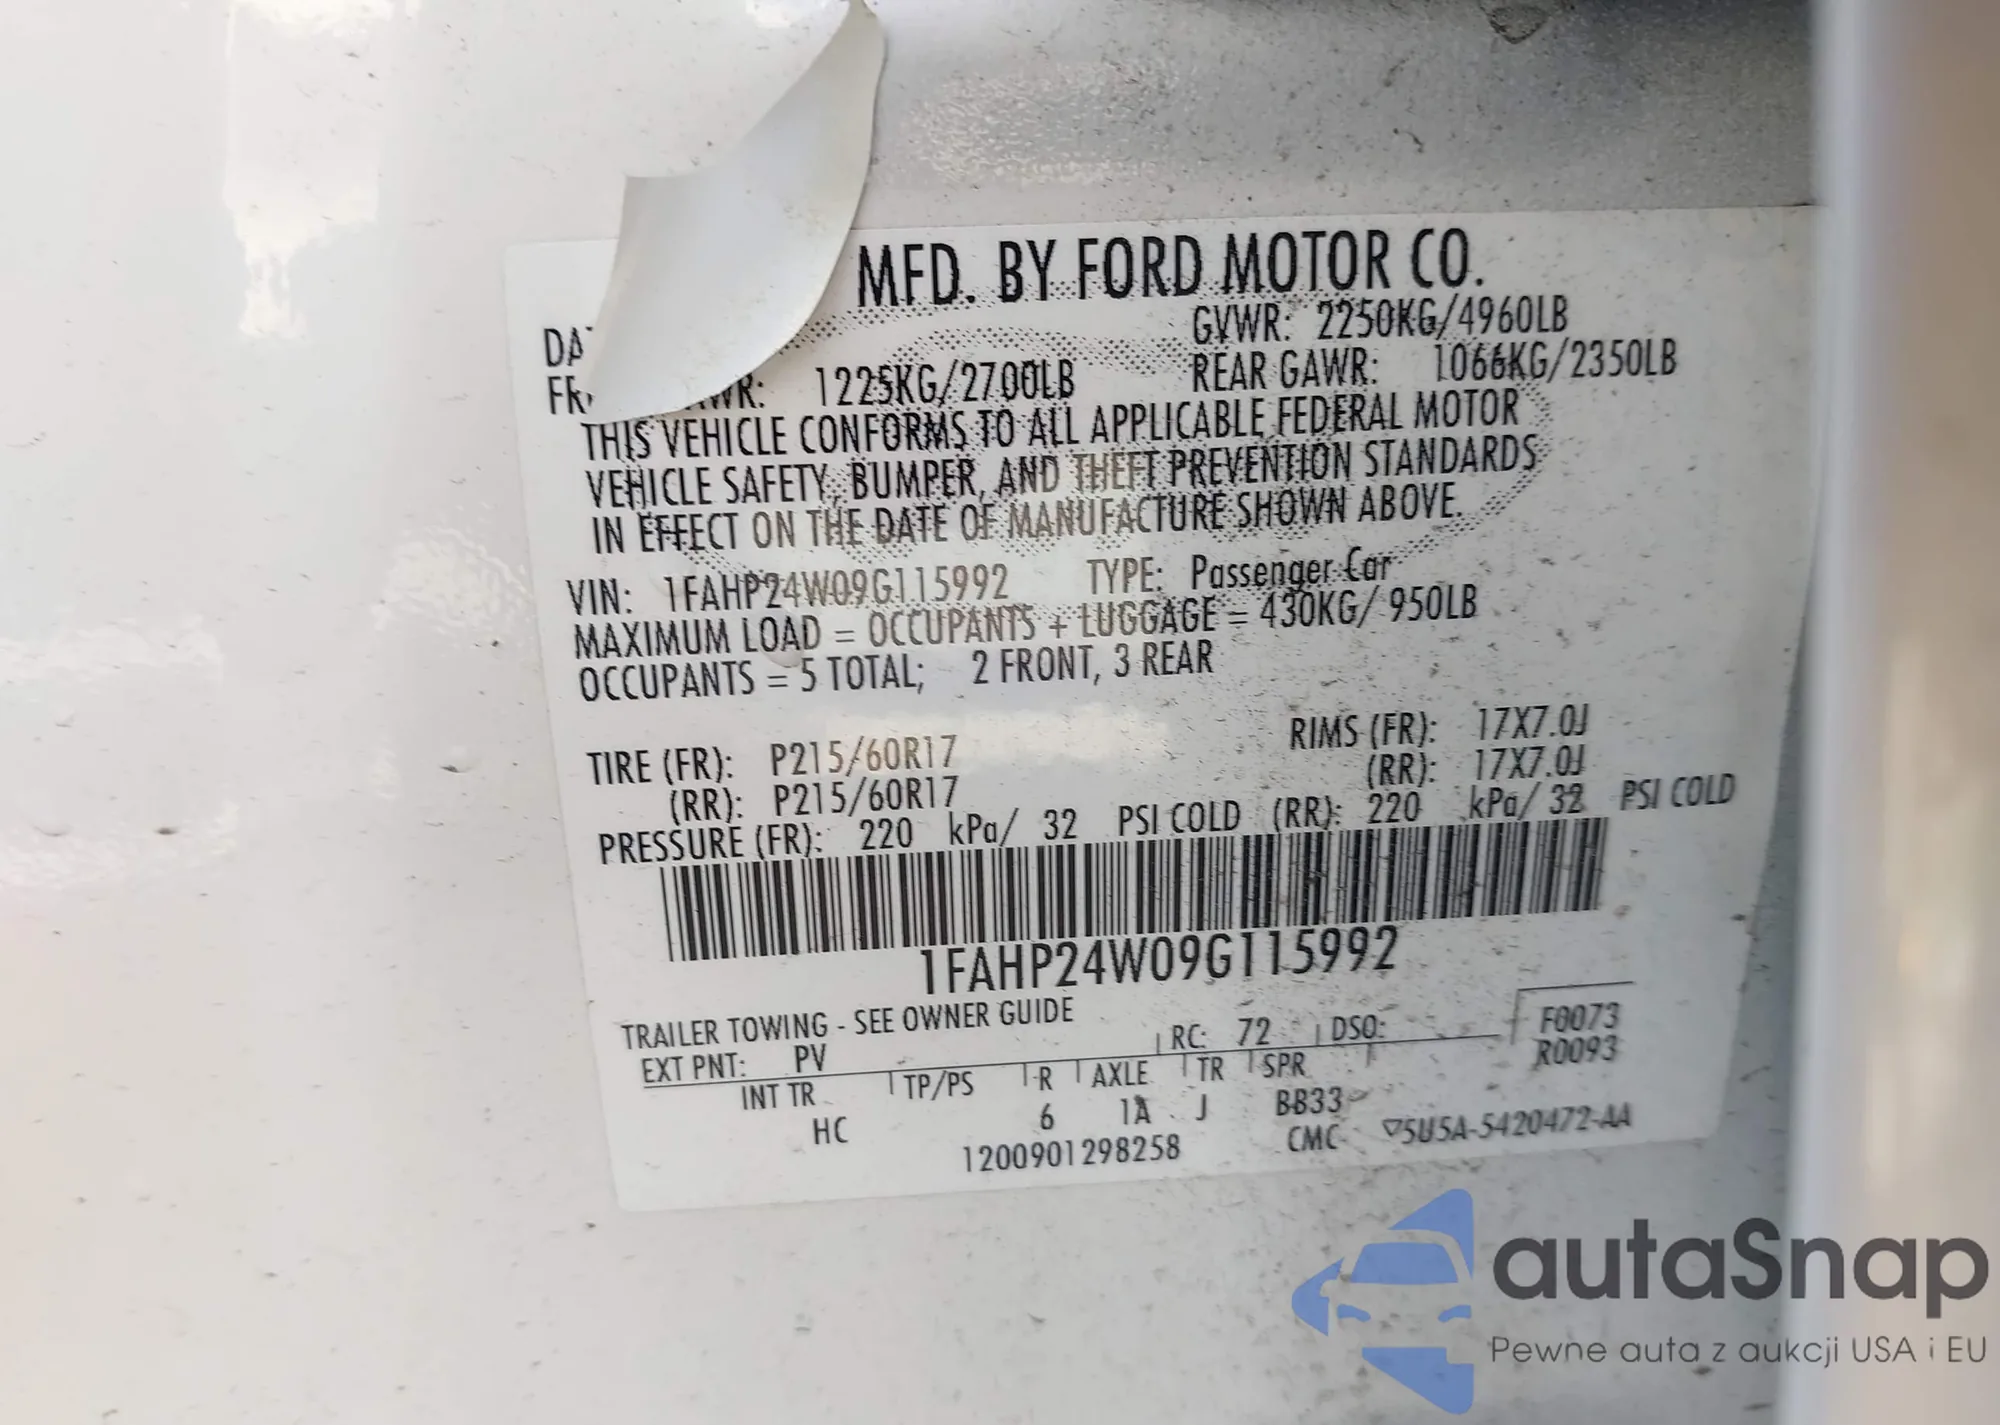 MFD. BY FORD MOTOR CO.
GVWR: 2250KG/4960LB
WR: 1225KG/2700LB REAR GAWR: 1066KG/2350LB
THIS VEHICLE CONFORMS TO ALL APPLICABLE FEDERAL MOTOR
VEHICLE SAFETY, BUMPER, AND THEFT PREVENTION STANDARDS
IN EFFECT ON THE DATE OF MANUFACTURE SHOWN ABOVE.
VIN: 1FAHP24W09G115992 TYPE: Passenger Car
MAXIMUM LOAD = OCCUPANTS + LUGGAGE = 430KG/ 950LB
OCCUPANTS = 5 TOTAL; 2 FRONT, 3 REAR
TIRE (FR): P215/60R17 RIMS (FR): 17X7.0J
(RR): P215/60R17 (RR): 17X7.0J
PRESSURE (FR): 220 kPa/ 32 PSI COLD (RR): 220 kPa/ 32 PSI COLD
1FAHP24W09G115992
TRAILER TOWING - SEE OWNER GUIDE
EXT PNT: PV RC: 72 DSO: F0073
R0093
INT TR TP/PS R AXLE TR SPR
HC 6 1A J BB33
1200901298258 CMC ▽5U5A-5420472-AA
autaSnap
Pewne auta z aukcji USA i EU